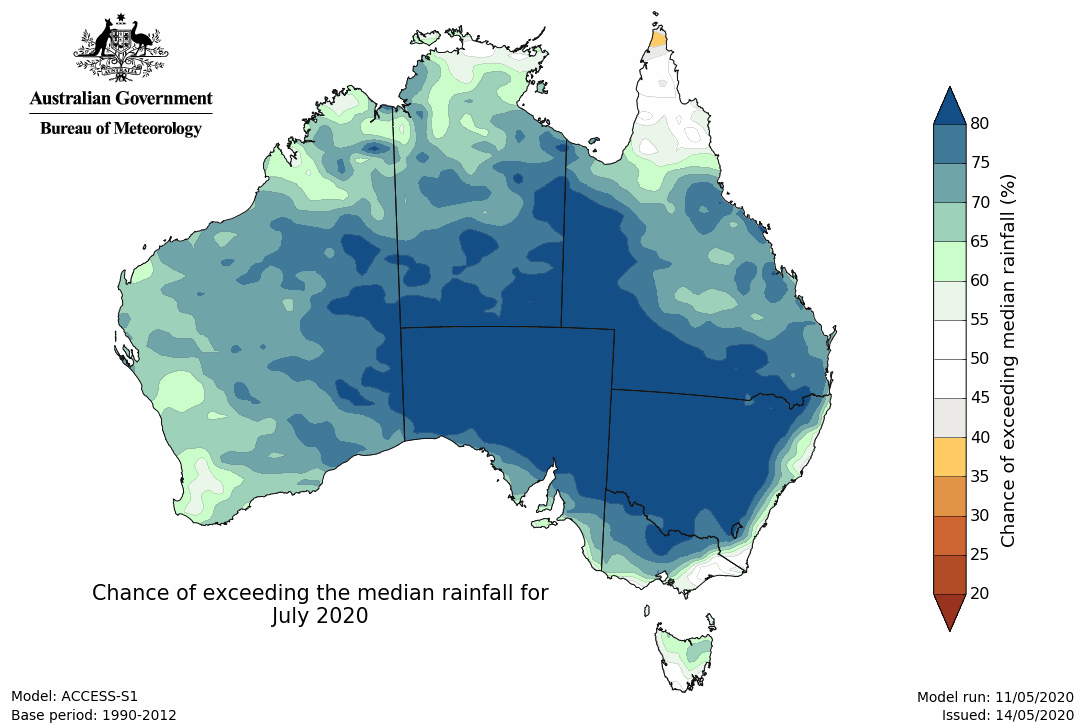 AUSTRALIA
Australian Government
Bureau of Meteorology
80
75
70
65
60
55
50
45
40
35
30
25
20
Chance of exceeding median rainfall (%)
Chance of exceeding the median rainfall for
July 2020
Model: ACCESS-S1
Base period: 1990-2012
Model run: 11/05/2020
Issued: 14/05/2020